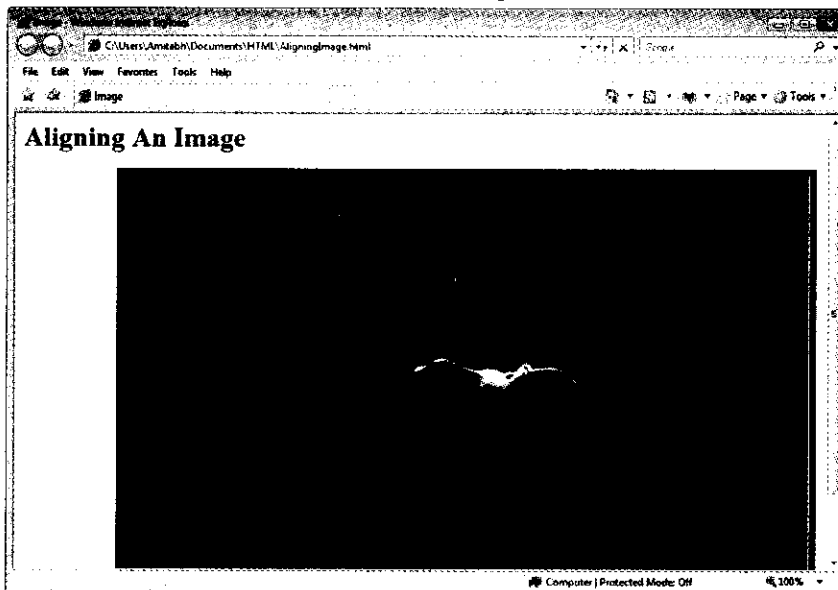 C:\Users\Amitabh\Documents\HTML\AligningImage.html
File Edit View Favorites Tools Help
Image
Page Tools
Aligning An Image
Computer | Protected Mode: Off
100%